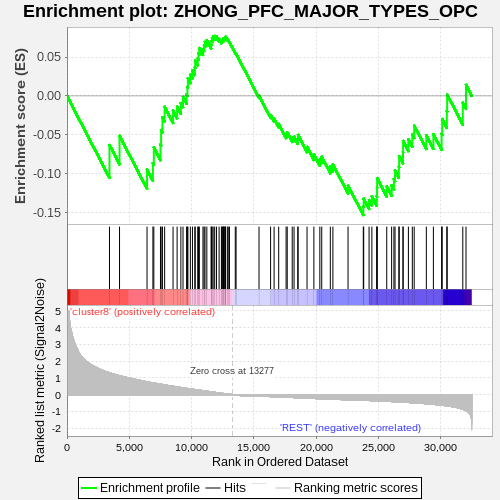 Enrichment plot: ZHONG_PFC_MAJOR_TYPES_OPC
Enrichment score (ES)
0.05
0.00
-0.05
-0.10
-0.15
Ranked list metric (Signal2Noise)
5
4
3
2
1
0
-1
-2
'cluster8' (positively correlated)
Zero cross at 13277
'REST' (negatively correlated)
0
5,000
10,000
15,000
20,000
25,000
30,000
Rank in Ordered Dataset
Enrichment profile
Hits
Ranking metric scores